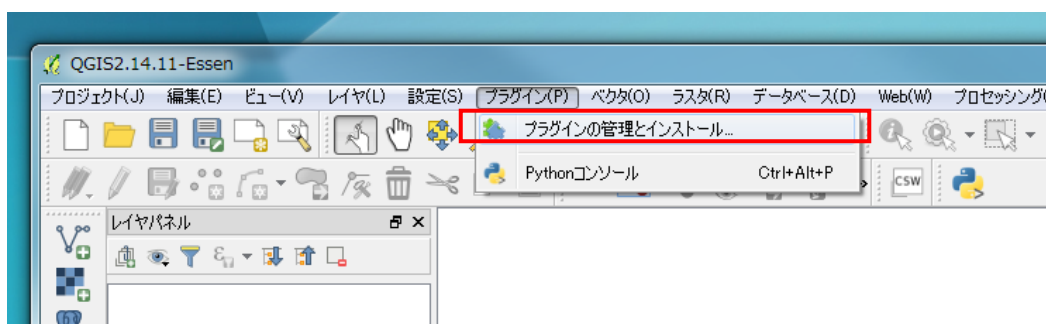 QGIS2.14.11-Essen
プロジェクト(J) 編集(E) ビュー(V) レイヤ(L) 設定(S) プラグイン(P) ベクタ(O) ラスタ(R) データベース(D) Web(W) プロセッシング(
プラグインの管理とインストール...
Pythonコンソール Ctrl+Alt+P
CSW
レイヤパネル